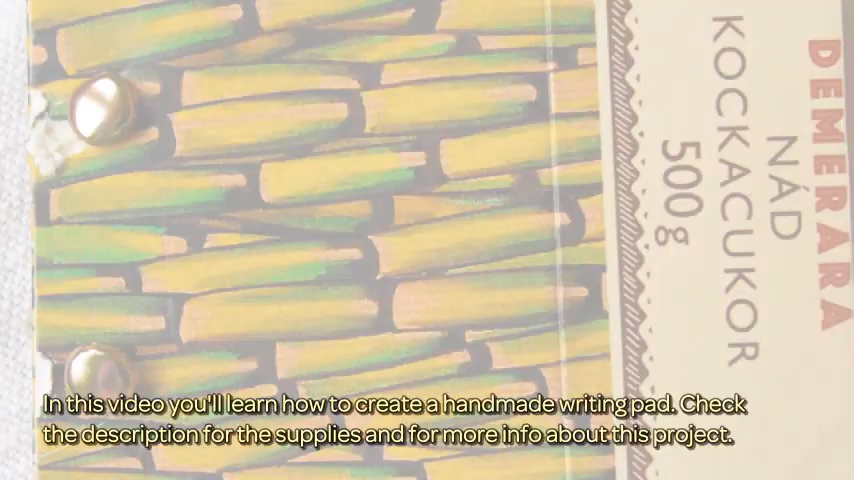 DEMERARA
NÁD
KOCKACUKOR
500 g
In this video you'll learn how to create a handmade writing pad. Check
the description for the supplies and for more info about this project.